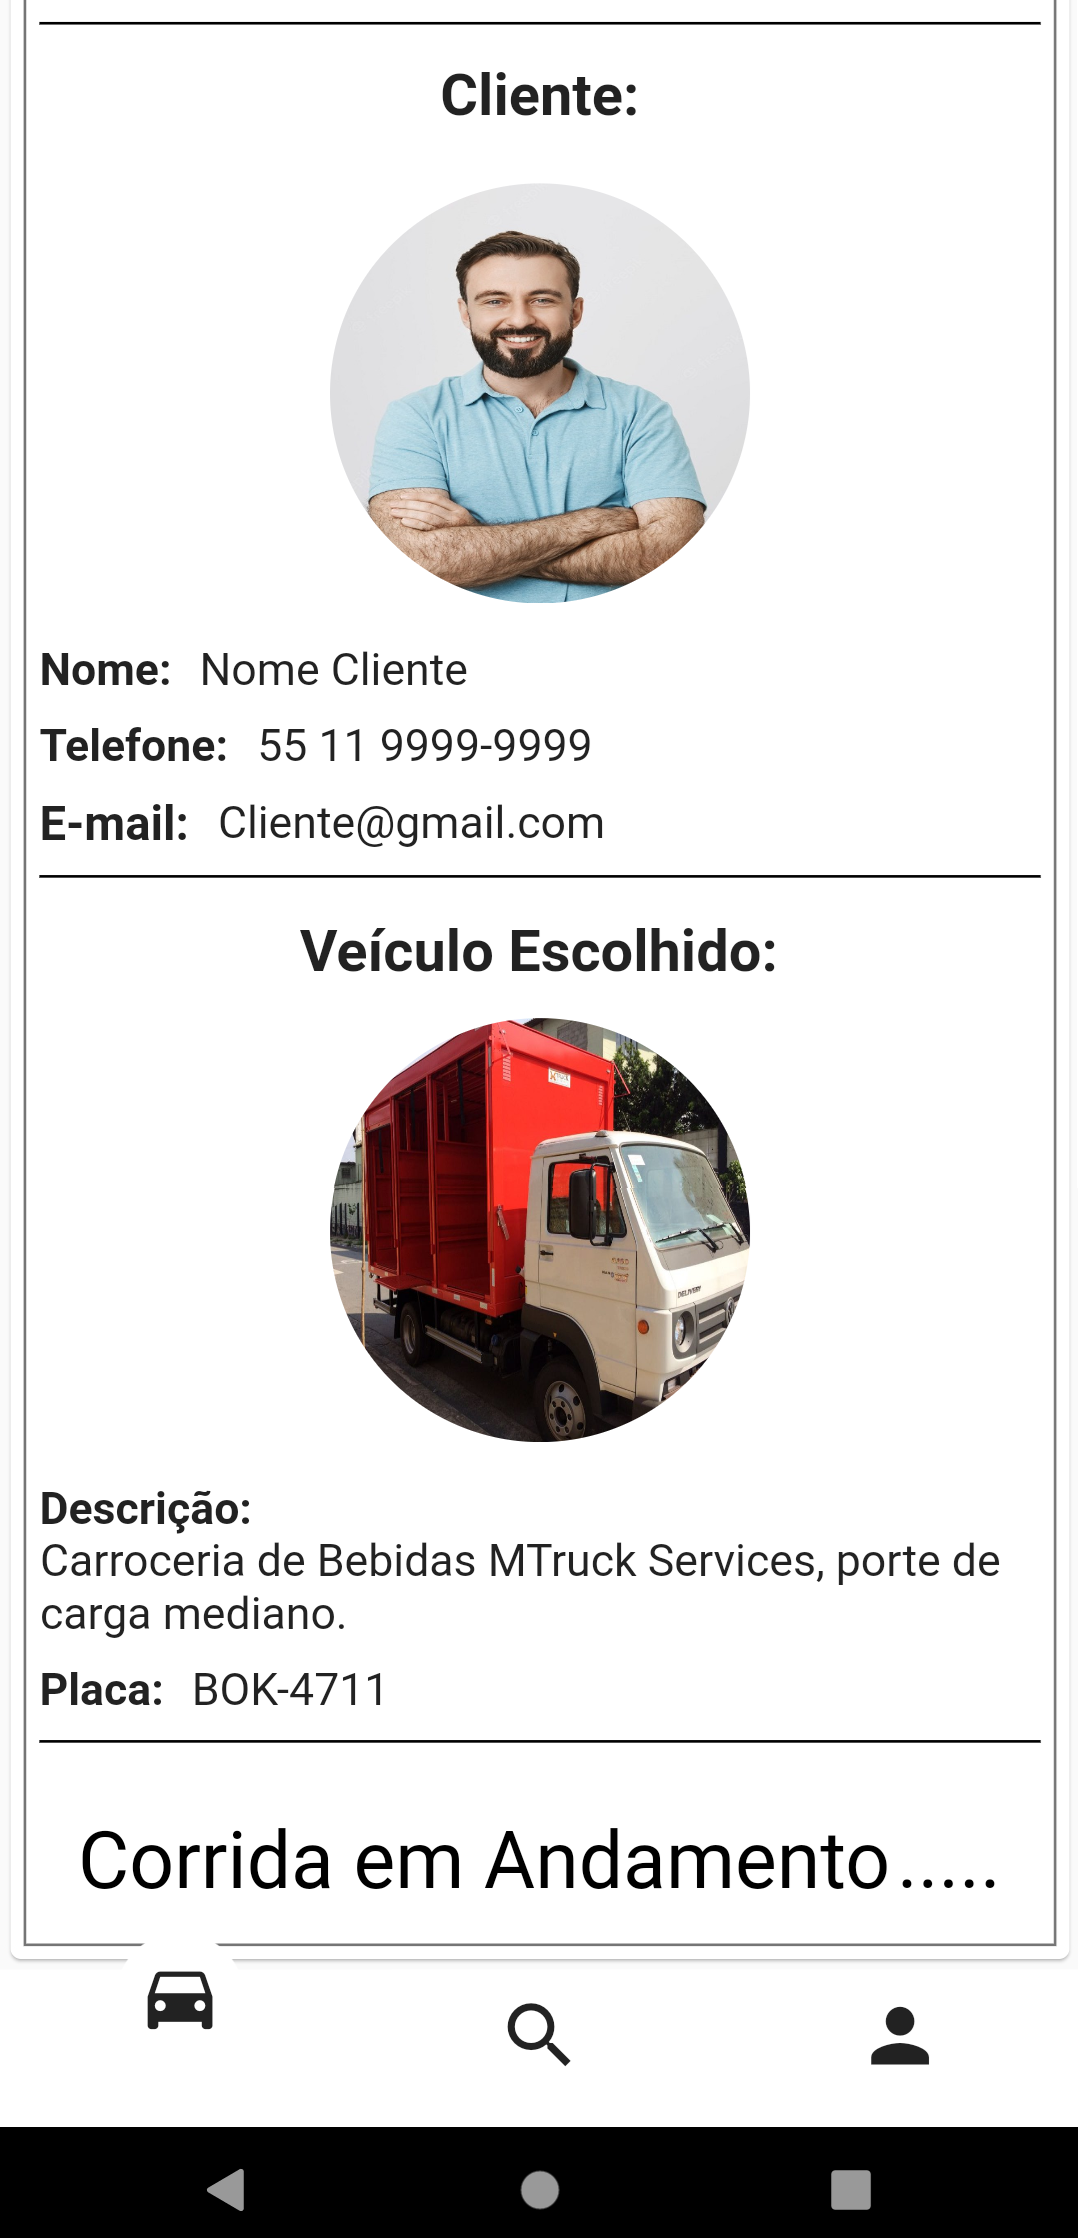 Cliente:
Nome: Nome Cliente
Telefone: 55 11 9999-9999
E-mail: Cliente@gmail.com
Veículo Escolhido:
DELIVERY
Descrição:
Carroceria de Bebidas MTruck Services, porte de
carga mediano.
Placa: BOK-4711
Corrida em Andamento.....